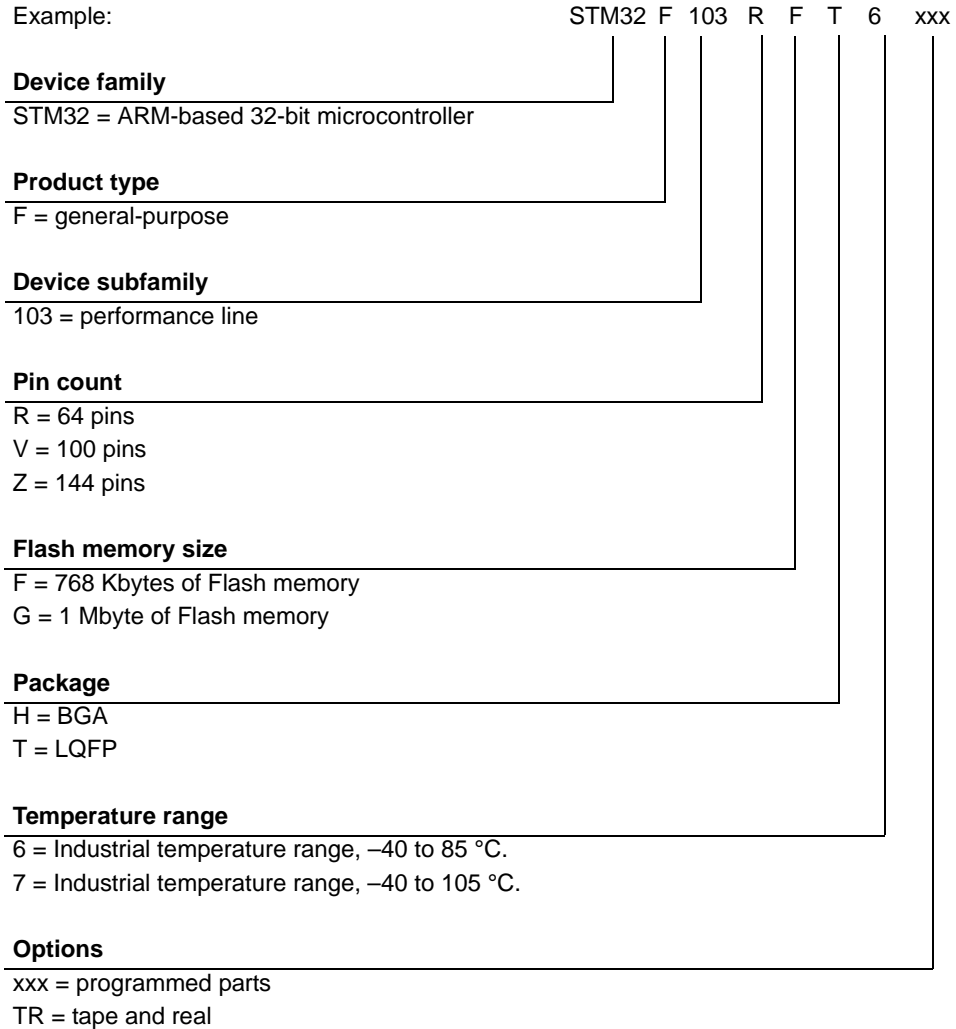 Example: STM32 F 103 R F T 6 xxx
Device family
STM32 = ARM-based 32-bit microcontroller
Product type
F = general-purpose
Device subfamily
103 = performance line
Pin count
R = 64 pins
V = 100 pins
Z = 144 pins
Flash memory size
F = 768 Kbytes of Flash memory
G = 1 Mbyte of Flash memory
Package
H = BGA
T = LQFP
Temperature range
6 = Industrial temperature range, –40 to 85 °C.
7 = Industrial temperature range, –40 to 105 °C.
Options
xxx = programmed parts
TR = tape and real